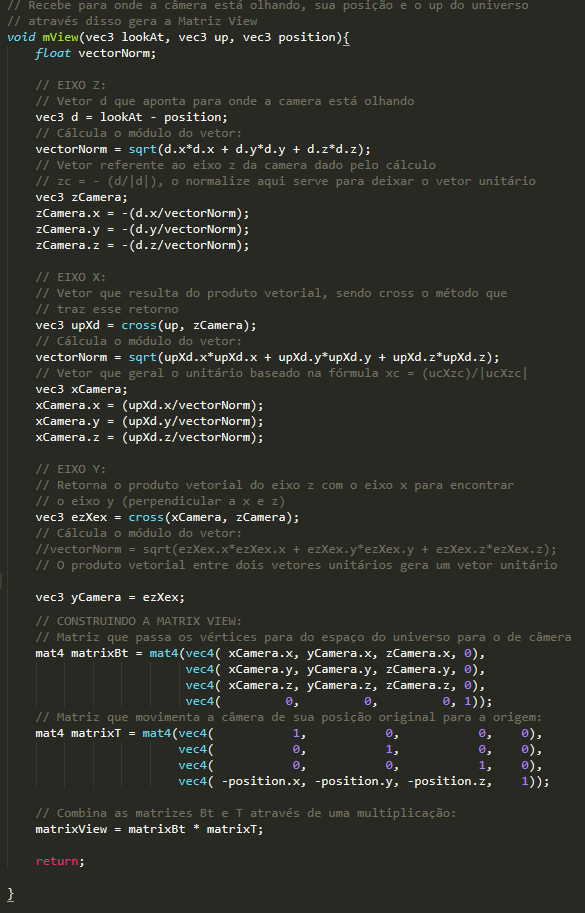 // Recebe para onde a câmera está olhando, sua posição e o up do universo
// através disso gera a Matriz View
void mView(vec3 lookAt, vec3 up, vec3 position){
float vectorNorm;
// EIXO Z:
// Vetor d que aponta para onde a camera está olhando
vec3 d = lookAt - position;
// Cálcula o módulo do vetor:
vectorNorm = sqrt(d.x*d.x + d.y*d.y + d.z*d.z);
// Vetor referente ao eixo z da camera dado pelo cálculo
// zc = - (d/|d|), o normalize aqui serve para deixar o vetor unitário
vec3 zCamera;
zCamera.x = -(d.x/vectorNorm);
zCamera.y = -(d.y/vectorNorm);
zCamera.z = -(d.z/vectorNorm);
// EIXO X:
// Vetor que resulta do produto vetorial, sendo cross o método que
// traz esse retorno
vec3 upXd = cross(up, zCamera);
// Cálcula o módulo do vetor:
vectorNorm = sqrt(upXd.x*upXd.x + upXd.y*upXd.y + upXd.z*upXd.z);
// Vetor que geral o unitário baseado na fórmula xc = (ucXzc)/|ucXzc|
vec3 xCamera;
xCamera.x = (upXd.x/vectorNorm);
xCamera.y = (upXd.y/vectorNorm);
xCamera.z = (upXd.z/vectorNorm);
// EIXO Y:
// Retorna o produto vetorial do eixo z com o eixo x para encontrar
// o eixo y (perpendicular a x e z)
vec3 ezXex = cross(xCamera, zCamera);
// Cálcula o módulo do vetor:
//vectorNorm = sqrt(ezXex.x*ezXex.x + ezXex.y*ezXex.y + ezXex.z*ezXex.z);
// O produto vetorial entre dois vetores unitários gera um vetor unitário
vec3 yCamera = ezXex;
// CONSTRUINDO A MATRIX VIEW:
// Matriz que passa os vértices para do espaço do universo para o de câmera
mat4 matrixBt = mat4(vec4( xCamera.x, yCamera.x, zCamera.x, 0),
vec4( xCamera.y, yCamera.y, zCamera.y, 0),
vec4( xCamera.z, yCamera.z, zCamera.z, 0),
vec4( 0, 0, 0, 1));
// Matriz que movimenta a câmera de sua posição original para a origem:
mat4 matrixT = mat4(vec4( 1, 0, 0, 0),
vec4( 0, 1, 0, 0),
vec4( 0, 0, 1, 0),
vec4( -position.x, -position.y, -position.z, 1));
// Combina as matrizes Bt e T através de uma multiplicação:
matrixView = matrixBt * matrixT;
return;
}